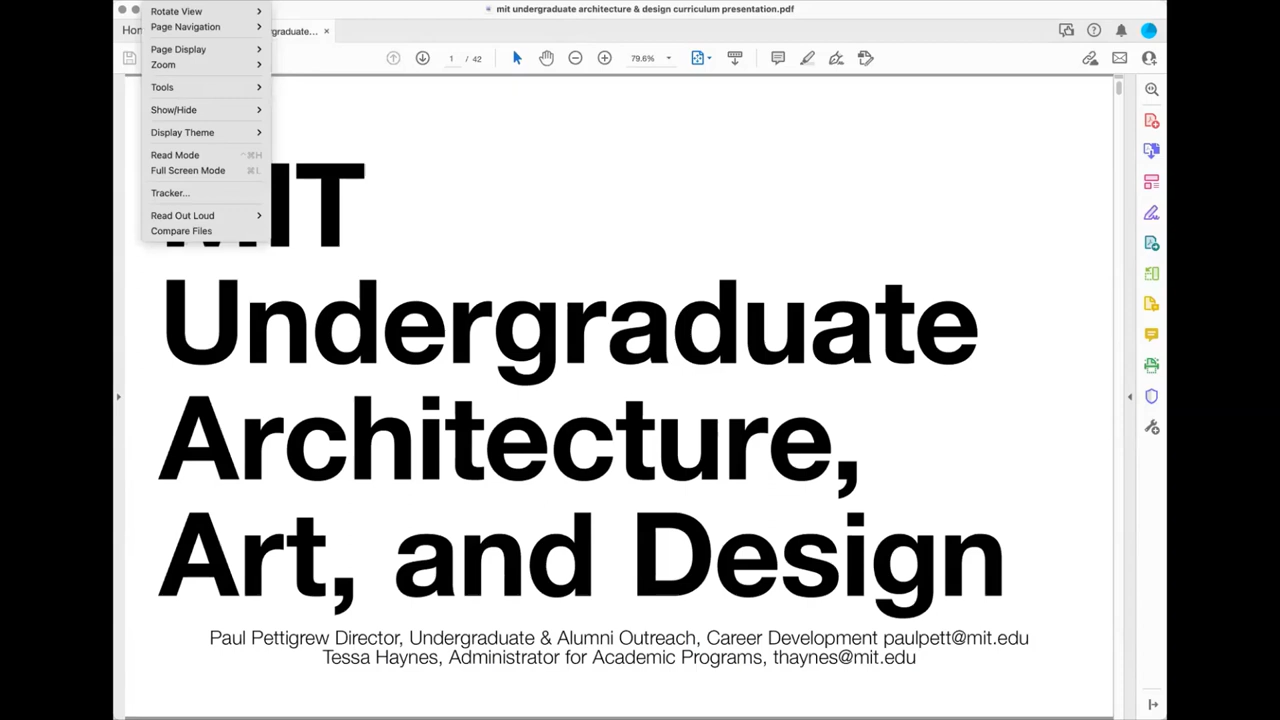 mit undergraduate architecture & design curriculum presentation.pdf
Hom
rgraduate...
1 / 42
79.6%
Rotate View
Page Navigation
Page Display
Zoom
Tools
Show/Hide
Display Theme
Read Mode ^⌘H
Full Screen Mode ⌘L
Tracker...
Read Out Loud
Compare Files
MIT
Undergraduate
Architecture,
Art, and Design
Paul Pettigrew Director, Undergraduate & Alumni Outreach, Career Development paulpett@mit.edu
Tessa Haynes, Administrator for Academic Programs, thaynes@mit.edu